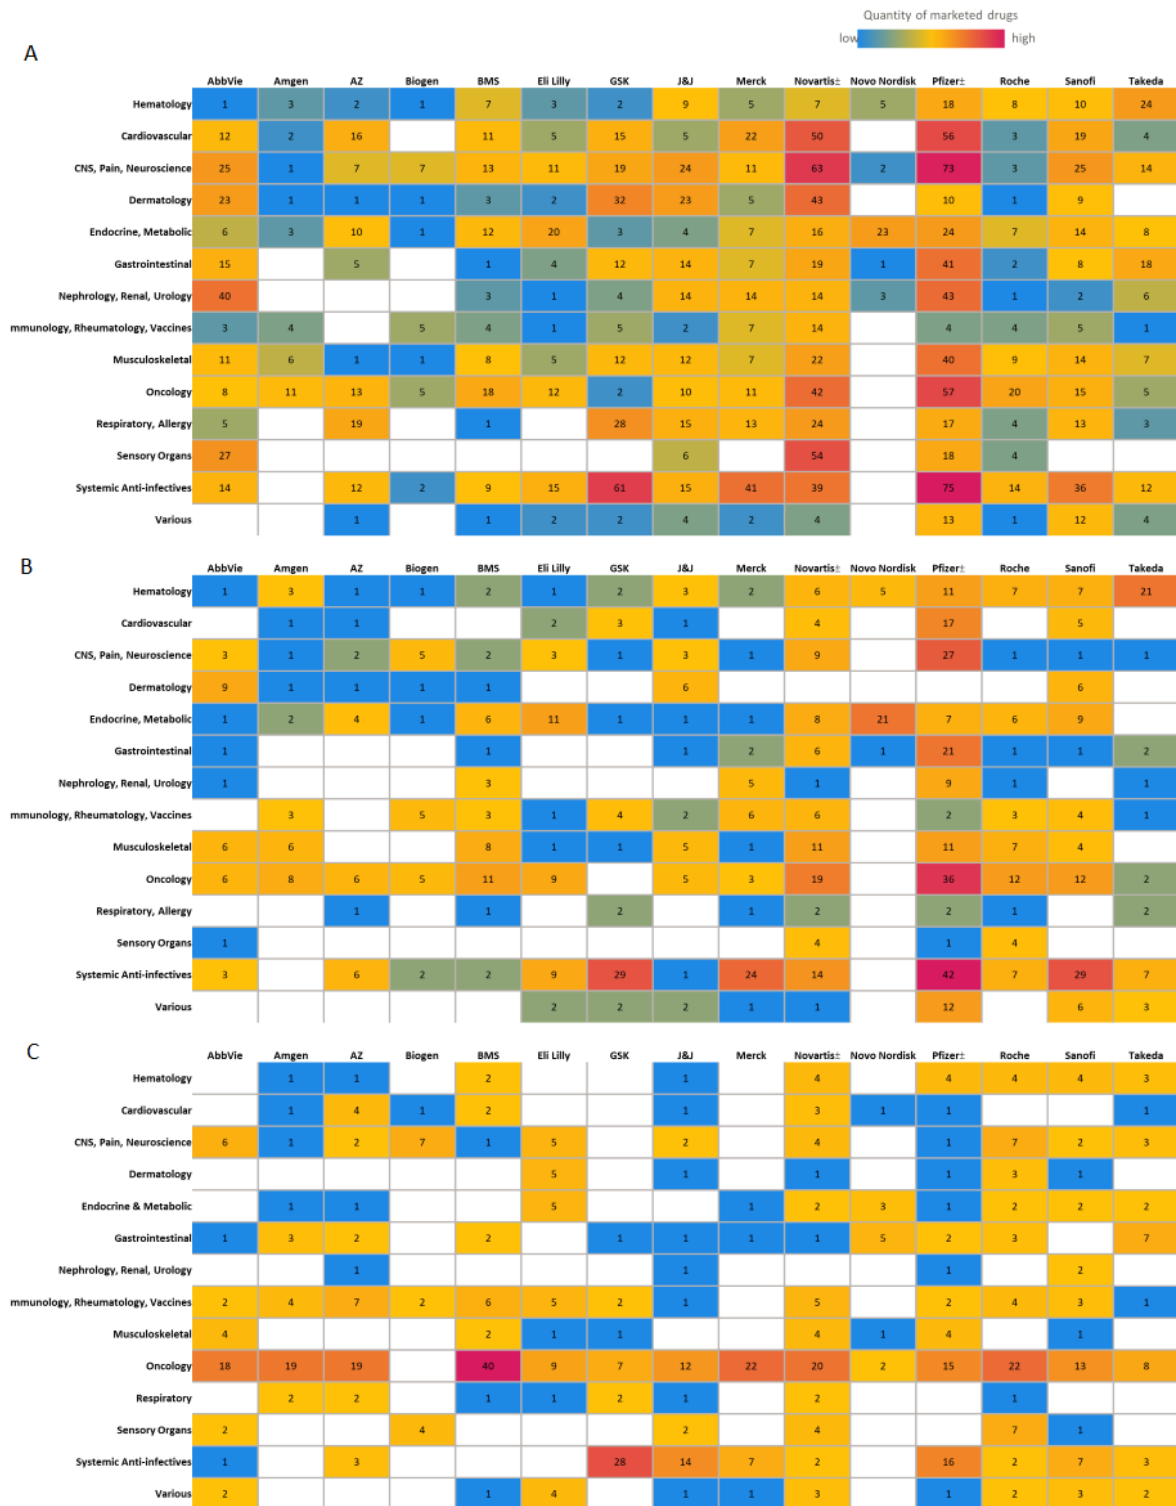 Quantity of marketed drugs
low high
A
AbbVie Amgen AZ Biogen BMS Eli Lilly GSK J&J Merck Novartis± Novo Nordisk Pfizer± Roche Sanofi Takeda
Hematology 1 3 2 1 7 3 2 9 5 7 5 18 8 10 24
Cardiovascular 12 2 16 11 5 15 5 22 50 56 3 19 4
CNS, Pain, Neuroscience 25 1 7 7 13 11 19 24 11 63 2 73 3 25 14
Dermatology 23 1 1 1 3 2 32 23 5 43 10 1 9
Endocrine, Metabolic 6 3 10 1 12 20 3 4 7 16 23 24 7 14 8
Gastrointestinal 15 5 1 4 12 14 7 19 1 41 2 8 18
Nephrology, Renal, Urology 40 3 1 4 14 14 14 3 43 1 2 6
mmunology, Rheumatology, Vaccines 3 4 5 4 1 5 2 7 14 4 4 5 1
Musculoskeletal 11 6 1 1 8 5 12 12 7 22 40 9 14 7
Oncology 8 11 13 5 18 12 2 10 11 42 57 20 15 5
Respiratory, Allergy 5 19 1 28 15 13 24 17 4 13 3
Sensory Organs 27 6 54 18 4
Systemic Anti-infectives 14 12 2 9 15 61 15 41 39 75 14 36 12
Various 1 1 2 2 4 2 4 13 1 12 4
B
AbbVie Amgen AZ Biogen BMS Eli Lilly GSK J&J Merck Novartis± Novo Nordisk Pfizer± Roche Sanofi Takeda
Hematology 1 3 1 1 2 1 2 3 2 6 5 11 7 7 21
Cardiovascular 1 1 2 3 1 4 17 5
CNS, Pain, Neuroscience 3 1 2 5 2 3 1 3 1 9 27 1 1 1
Dermatology 9 1 1 1 1 6 6
Endocrine, Metabolic 1 2 4 1 6 11 1 1 1 8 21 7 6 9
Gastrointestinal 1 1 1 2 6 1 21 1 1 2
Nephrology, Renal, Urology 1 3 5 1 9 1 1
mmunology, Rheumatology, Vaccines 3 5 3 1 4 2 6 6 2 3 4 1
Musculoskeletal 6 6 8 1 1 5 1 11 11 7 4
Oncology 6 8 6 5 11 9 5 3 19 36 12 12 2
Respiratory, Allergy 1 1 2 1 2 2 1 2
Sensory Organs 1 4 1 4
Systemic Anti-infectives 3 6 2 2 9 29 1 24 14 42 7 29 7
Various 2 2 2 1 1 12 6 3
C
AbbVie Amgen AZ Biogen BMS Eli Lilly GSK J&J Merck Novartis± Novo Nordisk Pfizer± Roche Sanofi Takeda
Hematology 1 1 2 1 4 4 4 4 3
Cardiovascular 1 4 1 2 1 3 1 1 1
CNS, Pain, Neuroscience 6 1 2 7 1 5 2 4 1 7 2 3
Dermatology 5 1 1 1 3 1
Endocrine & Metabolic 1 1 5 1 2 3 1 2 2 2
Gastrointestinal 1 3 2 2 1 1 1 1 5 2 3 7
Nephrology, Renal, Urology 1 1 1 2
mmunology, Rheumatology, Vaccines 2 4 7 2 6 5 2 1 5 2 4 3 1
Musculoskeletal 4 2 1 1 4 1 4 1
Oncology 18 19 19 40 9 7 12 22 20 2 15 22 13 8
Respiratory 2 2 1 1 2 1 2 1
Sensory Organs 2 4 2 4 7 1
Systemic Anti-infectives 1 3 28 14 7 2 16 2 7 3
Various 2 1 4 1 1 3 1 2 3 2